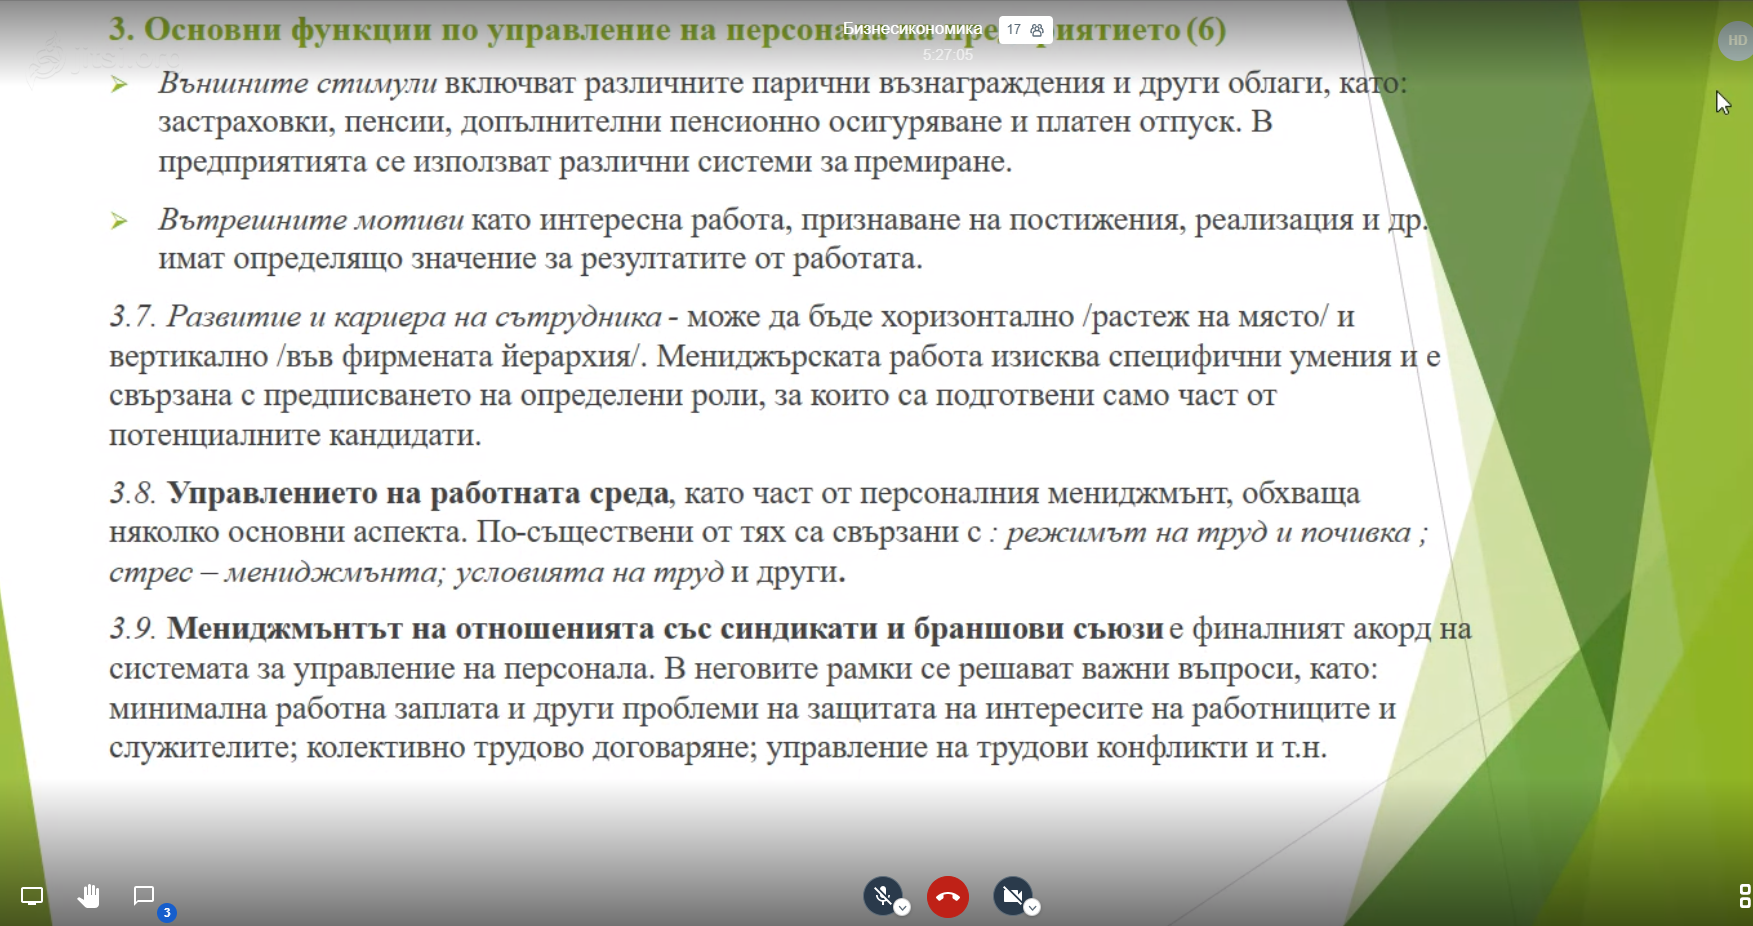 3. Основни функции по управление на персонала на предприятието (6)
Бизнесикономика 17
5:27:05
HD
Външните стимули включват различните парични възнаграждения и други облаги, като:
застраховки, пенсии, допълнителни пенсионно осигуряване и платен отпуск. В
предприятията се използват различни системи за премиране.
Вътрешните мотиви като интересна работа, признаване на постижения, реализация и др.
имат определящо значение за резултатите от работата.
3.7. Развитие и кариера на сътрудника - може да бъде хоризонтално /растеж на място/ и
вертикално /във фирмената йерархия/. Мениджърската работа изисква специфични умения и е
свързана с предписването на определени роли, за които са подготвени само част от
потенциалните кандидати.
3.8. Управлението на работната среда, като част от персоналния мениджмънт, обхваща
няколко основни аспекта. По-съществени от тях са свързани с : режимът на труд и почивка ;
стрес – мениджмънта; условията на труд и други.
3.9. Мениджмънтът на отношенията със синдикати и браншови съюзи е финалният акорд на
системата за управление на персонала. В неговите рамки се решават важни въпроси, като:
минимална работна заплата и други проблеми на защитата на интересите на работниците и
служителите; колективно трудово договаряне; управление на трудови конфликти и т.н.
3